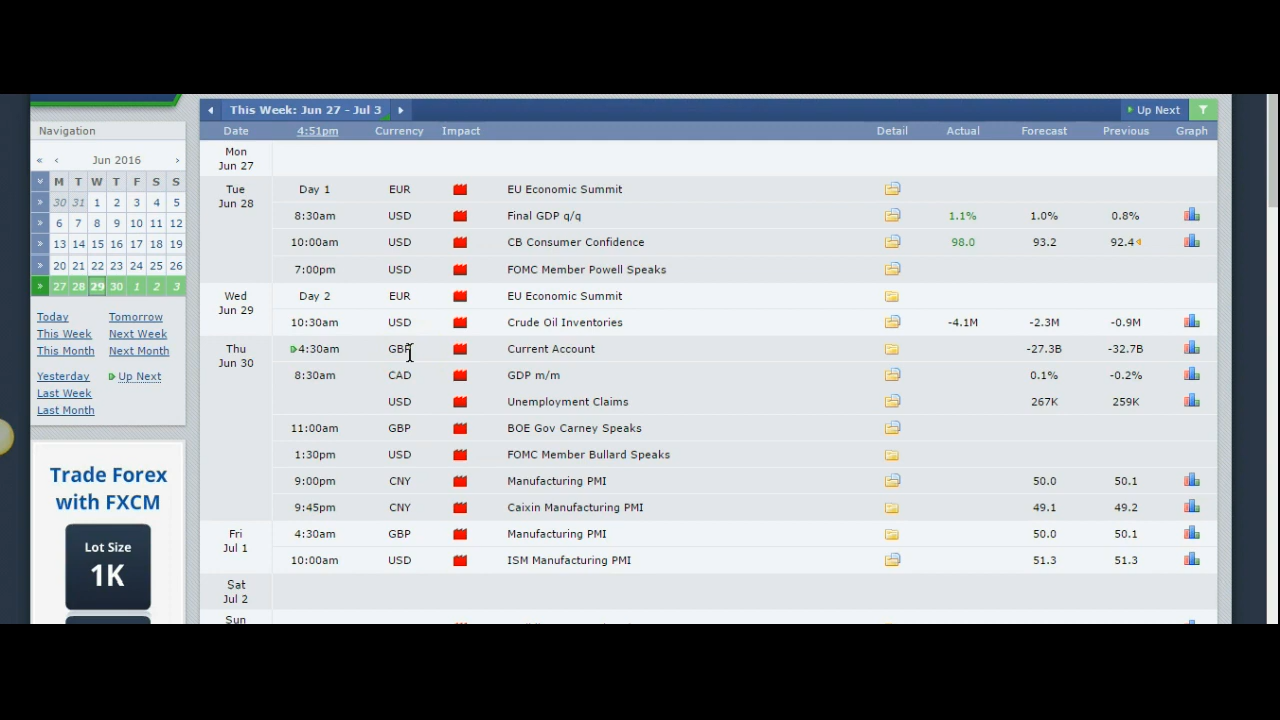 This Week: Jun 27 - Jul 3
Up Next
Navigation
Date 4:51pm Currency Impact Detail Actual Forecast Previous Graph
« ‹ Jun 2016 ›
M T W T F S S
» 30 31 1 2 3 4 5
» 6 7 8 9 10 11 12
» 13 14 15 16 17 18 19
» 20 21 22 23 24 25 26
» 27 28 29 30 1 2 3
Today Tomorrow
This Week Next Week
This Month Next Month
Yesterday Up Next
Last Week
Last Month
Trade Forex
with FXCM
Lot Size
1K
Mon
Jun 27
Tue
Jun 28
Day 1 EUR EU Economic Summit
8:30am USD Final GDP q/q 1.1% 1.0% 0.8%
10:00am USD CB Consumer Confidence 98.0 93.2 92.4
7:00pm USD FOMC Member Powell Speaks
Wed
Jun 29
Day 2 EUR EU Economic Summit
10:30am USD Crude Oil Inventories -4.1M -2.3M -0.9M
Thu
Jun 30
4:30am GBP Current Account -27.3B -32.7B
8:30am CAD GDP m/m 0.1% -0.2%
USD Unemployment Claims 267K 259K
11:00am GBP BOE Gov Carney Speaks
1:30pm USD FOMC Member Bullard Speaks
9:00pm CNY Manufacturing PMI 50.0 50.1
9:45pm CNY Caixin Manufacturing PMI 49.1 49.2
Fri
Jul 1
4:30am GBP Manufacturing PMI 50.0 50.1
10:00am USD ISM Manufacturing PMI 51.3 51.3
Sat
Jul 2
Sun